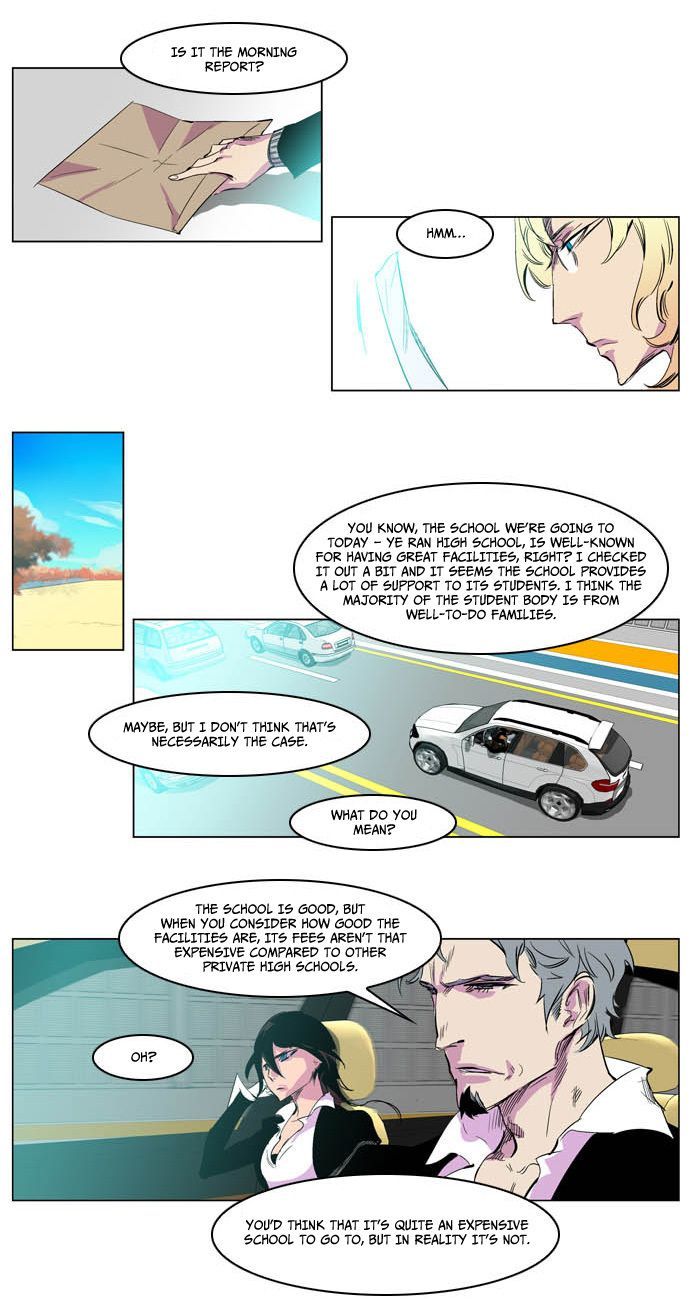 IS IT THE MORNING
REPORT?
HMM...
YOU KNOW, THE SCHOOL WE'RE GOING TO
TODAY – YE RAN HIGH SCHOOL, IS WELL-KNOWN
FOR HAVING GREAT FACILITIES, RIGHT? I CHECKED
IT OUT A BIT AND IT SEEMS THE SCHOOL PROVIDES
A LOT OF SUPPORT TO ITS STUDENTS. I THINK THE
MAJORITY OF THE STUDENT BODY IS FROM
WELL-TO-DO FAMILIES.
MAYBE, BUT I DON'T THINK THAT'S
NECESSARILY THE CASE.
WHAT DO YOU
MEAN?
THE SCHOOL IS GOOD, BUT
WHEN YOU CONSIDER HOW GOOD THE
FACILITIES ARE, ITS FEES AREN'T THAT
EXPENSIVE COMPARED TO OTHER
PRIVATE HIGH SCHOOLS.
OH?
YOU'D THINK THAT IT'S QUITE AN EXPENSIVE
SCHOOL TO GO TO, BUT IN REALITY IT'S NOT.